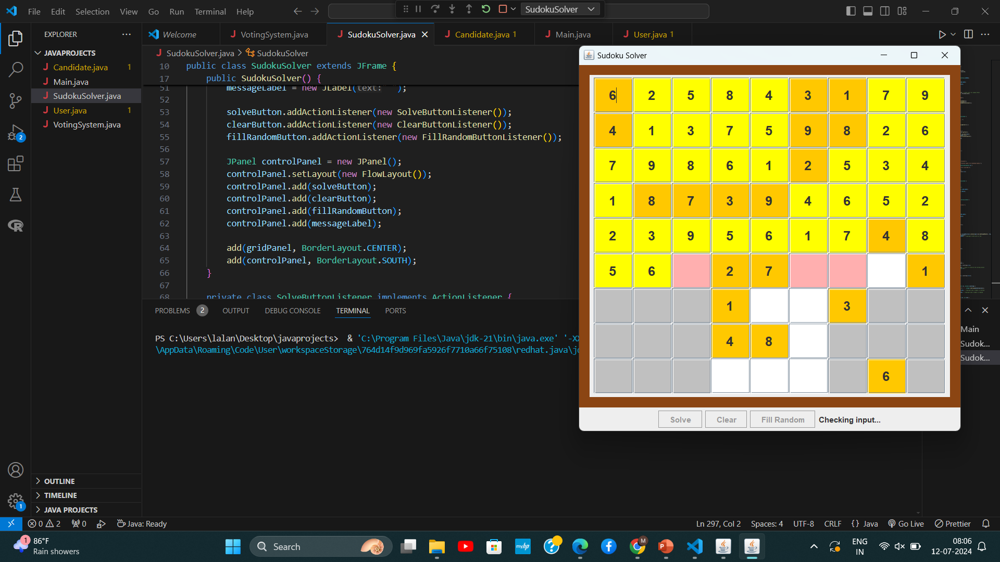 File Edit Selection View Go Run Terminal Help
SudokuSolver
EXPLORER
Welcome VotingSystem.java SudokuSolver.java Candidate.java 1 Main.java User.java 1
JAVAPROJECTS
Candidate.java 1
Main.java
SudokuSolver.java
User.java 1
VotingSystem.java
SudokuSolver.java > SudokuSolver
10 public class SudokuSolver extends JFrame {
17 public SudokuSolver() {
51 messageLabel = new JLabel(text: " ");
52
53 solveButton.addActionListener(new SolveButtonListener());
54 clearButton.addActionListener(new ClearButtonListener());
55 fillRandomButton.addActionListener(new FillRandomButtonListener());
56
57 JPanel controlPanel = new JPanel();
58 controlPanel.setLayout(new FlowLayout());
59 controlPanel.add(solveButton);
60 controlPanel.add(clearButton);
61 controlPanel.add(fillRandomButton);
62 controlPanel.add(messageLabel);
63
64 add(gridPanel, BorderLayout.CENTER);
65 add(controlPanel, BorderLayout.SOUTH);
66 }
67
68 private class SolveButtonListener implements ActionListener {
PROBLEMS 2 OUTPUT DEBUG CONSOLE TERMINAL PORTS
PS C:\Users\lalan\Desktop\javaprojects> & 'C:\Program Files\Java\jdk-21\bin\java.exe' '-X
\AppData\Roaming\Code\User\workspaceStorage\764d14f9d969fa5926f7710a66f75108\redhat.java\j
Main
Sudok...
Sudok...
Sudoku Solver
6 2 5 8 4 3 1 7 9
4 1 3 7 5 9 8 2 6
7 9 8 6 1 2 5 3 4
1 8 7 3 9 4 6 5 2
2 3 9 5 6 1 7 4 8
5 6 2 7 1
1 3
4 8
6
Solve Clear Fill Random Checking input...
2
1
OUTLINE
TIMELINE
JAVA PROJECTS
0 2 0 Java: Ready
Ln 297, Col 2 Spaces: 4 UTF-8 CRLF {} Java Go Live Prettier
1 86°F
Rain showers
Search
myhp
M
ENG
IN
08:06
12-07-2024